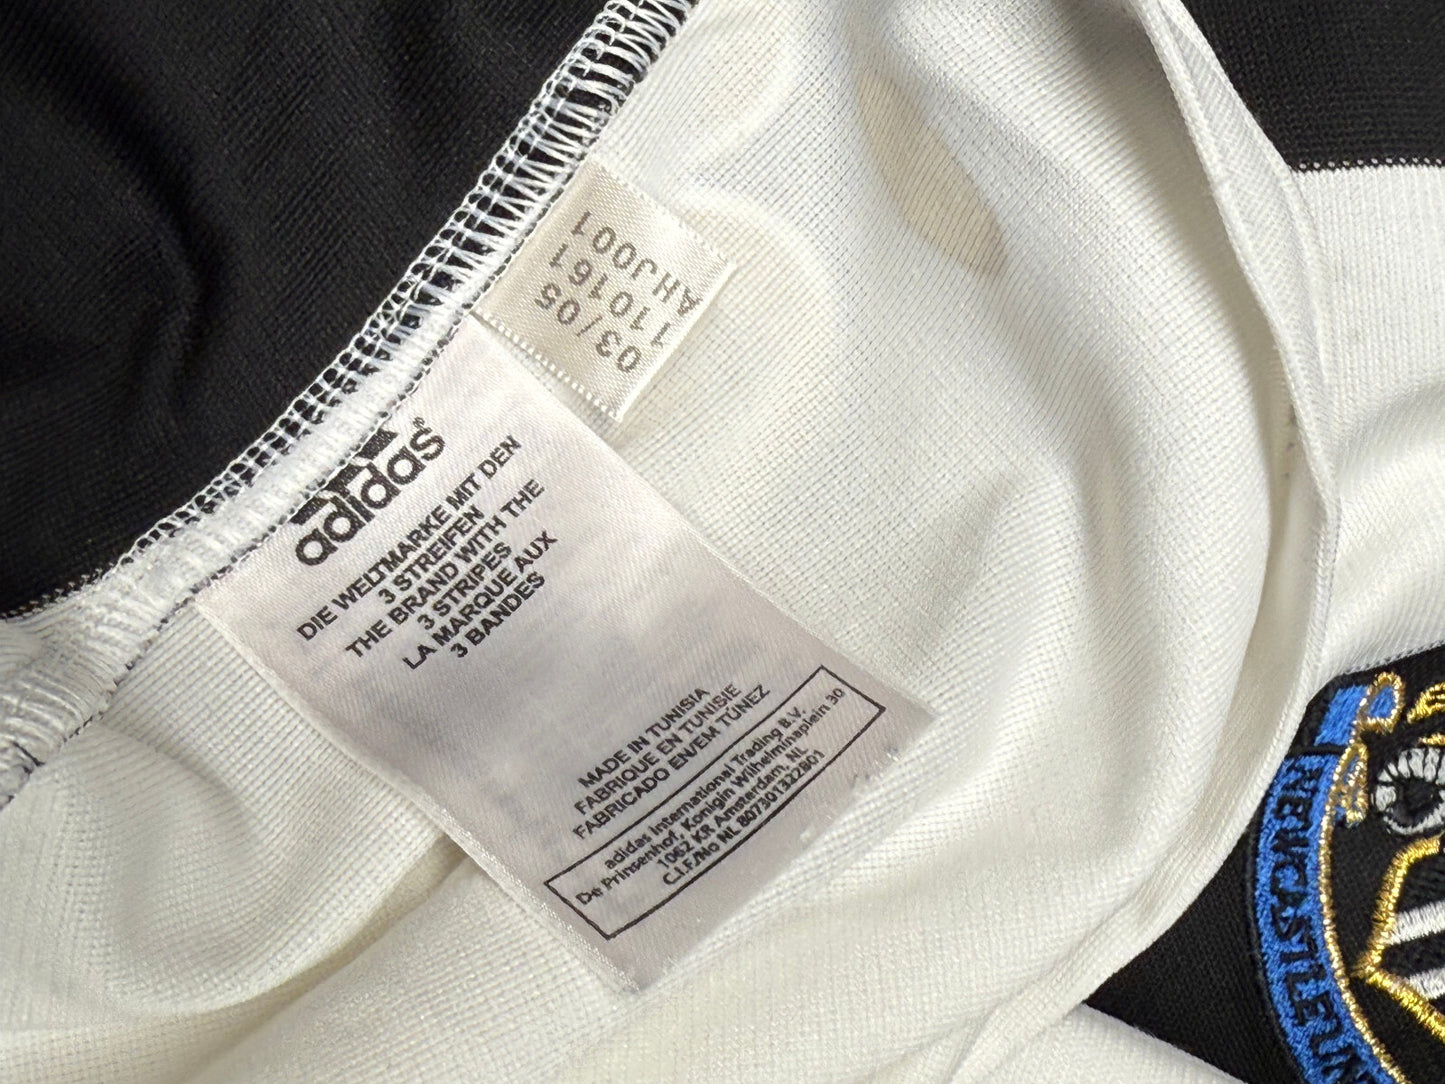 03/05
110161
AHJ001
adidas®
DIE WELTMARKE MIT DEN
3 STREIFEN
THE BRAND WITH THE
3 STRIPES
LA MARQUE AUX
3 BANDES
MADE IN TUNISIA
FABRIQUE EN TUNISIE
FABRICADO EN/EM TÚNEZ
adidas International Trading B.V.
De Prinsenhof, Konigin Wilhelminaplein 30
1062 KR Amsterdam, NL
C.I.F./No NL 807301322B01
NEWCASTLE